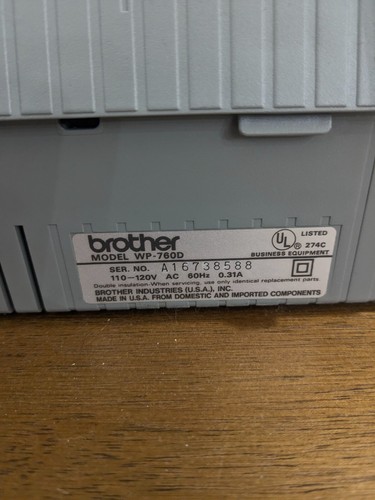 brother
MODEL WP-760D
UL LISTED
274C
BUSINESS EQUIPMENT
SER. NO. A16738588
110-120V AC 60Hz 0.31A
Double insulation-When servicing, use only identical replacement parts
BROTHER INDUSTRIES (U.S.A.), INC.
MADE IN U.S.A. FROM DOMESTIC AND IMPORTED COMPONENTS